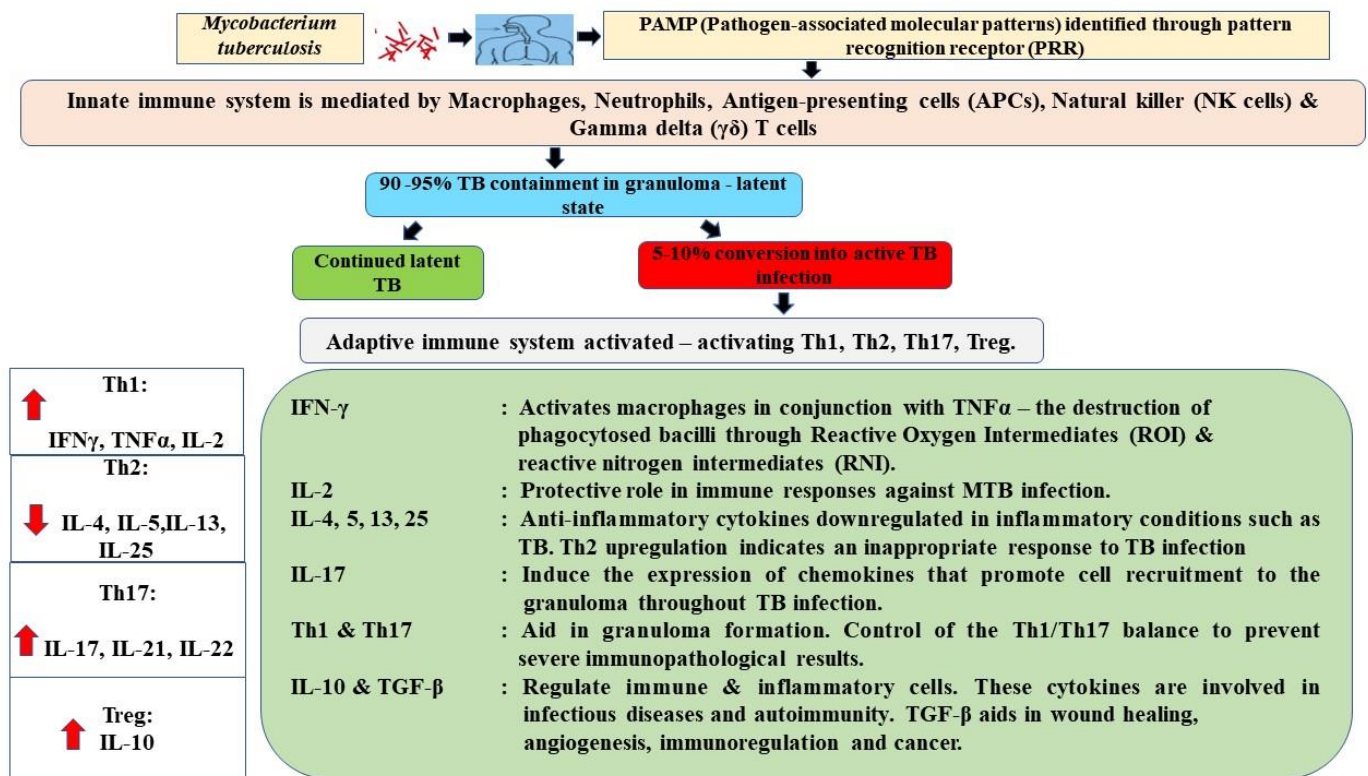 Mycobacterium
tuberculosis
PAMP (Pathogen-associated molecular patterns) identified through pattern
recognition receptor (PRR)
Innate immune system is mediated by Macrophages, Neutrophils, Antigen-presenting cells (APCs), Natural killer (NK cells) &
Gamma delta (γδ) T cells
90 -95% TB containment in granuloma - latent
state
Continued latent
TB
5-10% conversion into active TB
infection
Adaptive immune system activated – activating Th1, Th2, Th17, Treg.
Th1:
IFNγ, TNFα, IL-2
Th2:
IL-4, IL-5,IL-13,
IL-25
Th17:
IL-17, IL-21, IL-22
Treg:
IL-10
IFN-γ : Activates macrophages in conjunction with TNFα – the destruction of
phagocytosed bacilli through Reactive Oxygen Intermediates (ROI) &
reactive nitrogen intermediates (RNI).
IL-2 : Protective role in immune responses against MTB infection.
IL-4, 5, 13, 25 : Anti-inflammatory cytokines downregulated in inflammatory conditions such as
TB. Th2 upregulation indicates an inappropriate response to TB infection
IL-17 : Induce the expression of chemokines that promote cell recruitment to the
granuloma throughout TB infection.
Th1 & Th17 : Aid in granuloma formation. Control of the Th1/Th17 balance to prevent
severe immunopathological results.
IL-10 & TGF-β : Regulate immune & inflammatory cells. These cytokines are involved in
infectious diseases and autoimmunity. TGF-β aids in wound healing,
angiogenesis, immunoregulation and cancer.